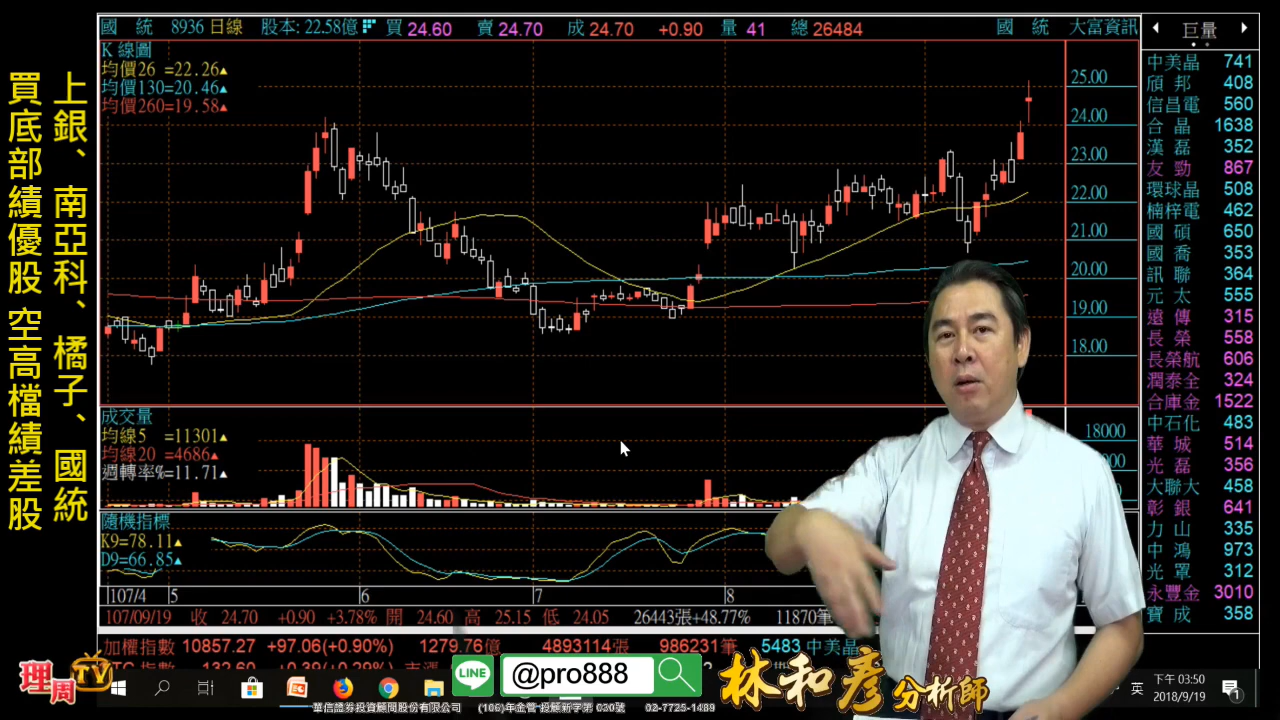 上銀、南亞科、橘子、國統
買底部績優股 空高檔績差股
國 統 8936 日線 股本: 22.58億 買 24.60 賣 24.70 成 24.70 +0.90 量 41 總 26484 國 統 大富資訊
K 線圖
均價26 =22.26▲
均價130=20.46▲
均價260=19.58▲
25.00
24.00
23.00
22.00
21.00
20.00
19.00
18.00
成交量
均線5 =11301▲
均線20 =4686▲
週轉率%=11.71▲
18000
隨機指標
K9=78.11▲
D9=66.85▲
107/4 5 6 7 8
107/09/19 收 24.70 +0.90 +3.78% 開 24.60 高 25.15 低 24.05 26443張+48.77% 11870筆
加權指數 10857.27 +97.06(+0.90%) 1279.76億 4893114張 986231筆 5483 中美晶
巨量
中美晶 741
頎 邦 408
信昌電 560
合 晶 1638
漢 磊 352
友 勁 867
環球晶 508
楠梓電 462
國 碩 650
國 喬 353
訊 聯 364
元 太 555
遠 傳 315
長 榮 558
長榮航 606
潤泰全 324
合庫金 1522
中石化 483
華 城 514
光 磊 356
大聯大 458
彰 銀 641
力 山 335
中 鴻 973
光 罩 312
永豐金 3010
寶 成 358
理周TV
LINE
@pro888
林和彥分析師
華信證券投資顧問股份有限公司 (106)年金管投顧新字第 030號 02-7725-1489
英
下午 03:50
2018/9/19
1